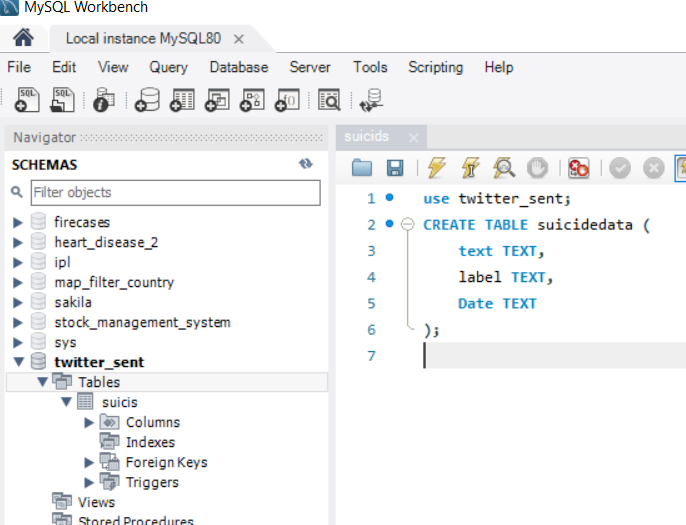 MySQL Workbench
Local instance MySQL80
File Edit View Query Database Server Tools Scripting Help
SQL SQL
Navigator
SCHEMAS
Filter objects
firecases
heart_disease_2
ipl
map_filter_country
sakila
stock_management_system
sys
twitter_sent
Tables
suicis
Columns
Indexes
Foreign Keys
Triggers
Views
Stored Procedures
suicids
1 use twitter_sent;
2 CREATE TABLE suicidedata (
3 text TEXT,
4 label TEXT,
5 Date TEXT
6 );
7